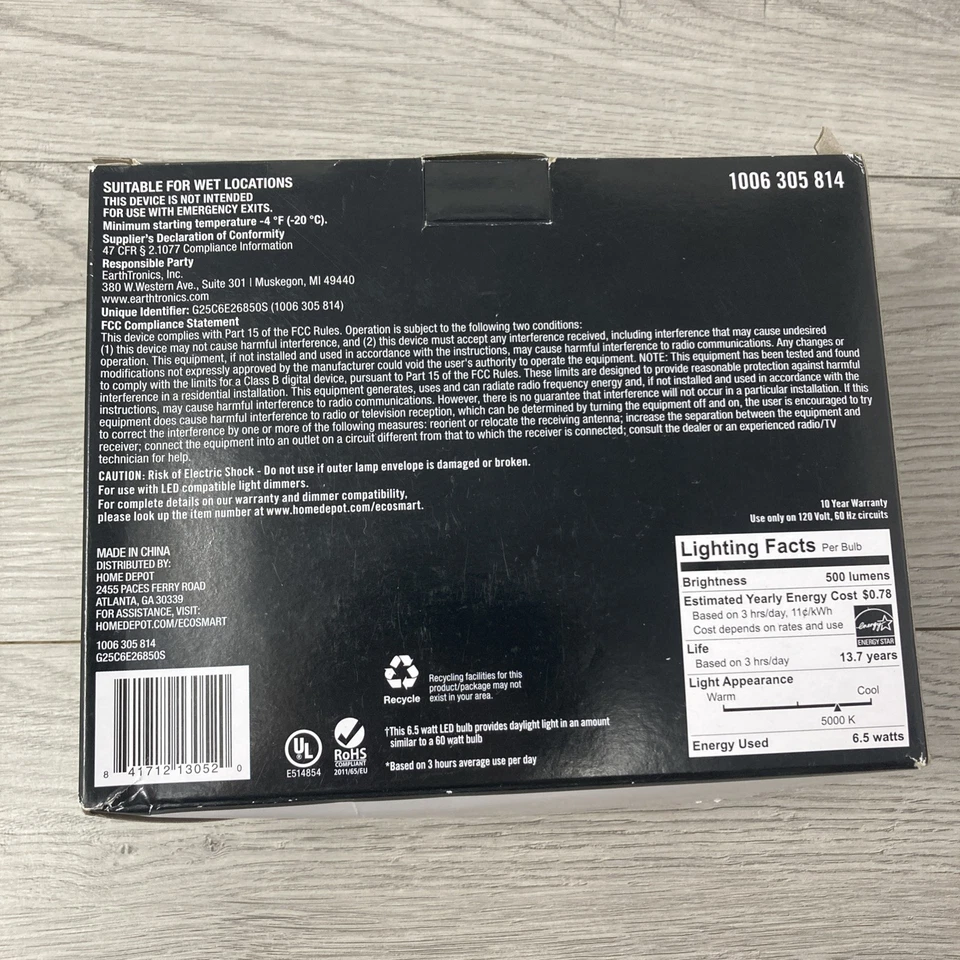 SUITABLE FOR WET LOCATIONS
THIS DEVICE IS NOT INTENDED
FOR USE WITH EMERGENCY EXITS.
Minimum starting temperature -4 °F (-20 °C).
Supplier's Declaration of Conformity
47 CFR § 2.1077 Compliance Information
Responsible Party
EarthTronics, Inc.
380 W.Western Ave., Suite 301 | Muskegon, MI 49440
www.earthtronics.com
Unique Identifier: G25C6E26850S (1006 305 814)
FCC Compliance Statement
This device complies with Part 15 of the FCC Rules. Operation is subject to the following two conditions:
(1) this device may not cause harmful interference, and (2) this device must accept any interference received, including interference that may cause undesired
operation. This equipment, if not installed and used in accordance with the instructions, may cause harmful interference to radio communications. Any changes or
modifications not expressly approved by the manufacturer could void the user's authority to operate the equipment. NOTE: This equipment has been tested and found
to comply with the limits for a Class B digital device, pursuant to Part 15 of the FCC Rules. These limits are designed to provide reasonable protection against harmful
interference in a residential installation. This equipment generates, uses and can radiate radio frequency energy and, if not installed and used in accordance with the
instructions, may cause harmful interference to radio communications. However, there is no guarantee that interference will not occur in a particular installation. If this
equipment does cause harmful interference to radio or television reception, which can be determined by turning the equipment off and on, the user is encouraged to try
to correct the interference by one or more of the following measures: reorient or relocate the receiving antenna; increase the separation between the equipment and
receiver; connect the equipment into an outlet on a circuit different from that to which the receiver is connected; consult the dealer or an experienced radio/TV
technician for help.
CAUTION: Risk of Electric Shock - Do not use if outer lamp envelope is damaged or broken.
For use with LED compatible light dimmers.
For complete details on our warranty and dimmer compatibility,
please look up the item number at www.homedepot.com/ecosmart.
1006 305 814
MADE IN CHINA
DISTRIBUTED BY:
HOME DEPOT
2455 PACES FERRY ROAD
ATLANTA, GA 30339
FOR ASSISTANCE, VISIT:
HOMEDEPOT.COM/ECOSMART
1006 305 814
G25C6E26850S
8 41712 13052 0
UL
E514854
RoHS
COMPLIANT
2011/65/EU
Recycle
Recycling facilities for this
product/package may not
exist in your area.
†This 6.5 watt LED bulb provides daylight light in an amount
similar to a 60 watt bulb
*Based on 3 hours average use per day
10 Year Warranty
Use only on 120 Volt, 60 Hz circuits
Lighting Facts Per Bulb
Brightness 500 lumens
Estimated Yearly Energy Cost $0.78
Based on 3 hrs/day, 11¢/kWh
Cost depends on rates and use
energy
ENERGY STAR
Life
Based on 3 hrs/day 13.7 years
Light Appearance
Warm Cool
5000 K
Energy Used 6.5 watts